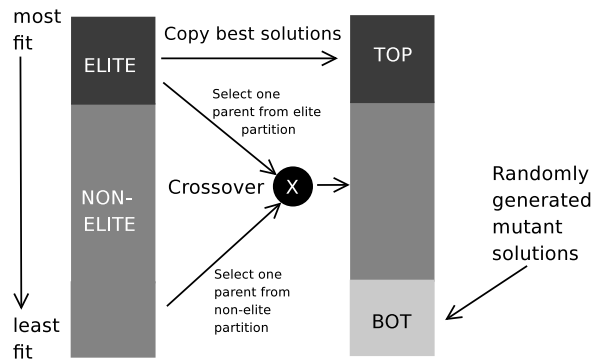 most
fit
ELITE
NON-
ELITE
least
fit
Copy best solutions
Select one
parent from elite
partition
Crossover
X
Select one
parent from
non-elite
partition
TOP
BOT
Randomly
generated
mutant
solutions